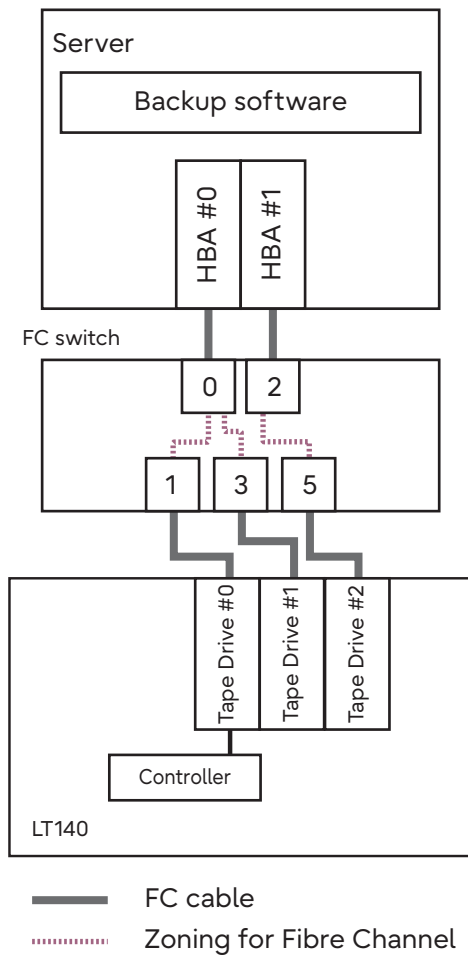 Server
Backup software
HBA #0
HBA #1
FC switch
0
2
1
3
5
Tape Drive #0
Tape Drive #1
Tape Drive #2
Controller
LT140
FC cable
Zoning for Fibre Channel